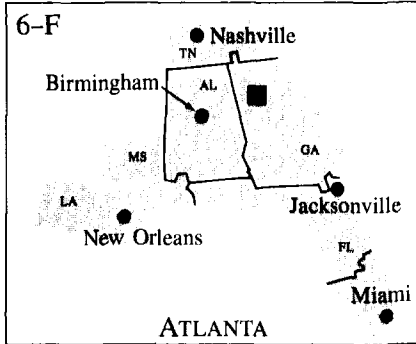 6-F
Nashville
TN
Birmingham
AL
MS
GA
LA
Jacksonville
New Orleans
FL
Miami
ATLANTA